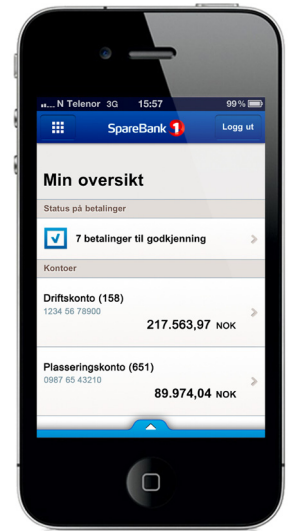 N Telenor 3G 15:57 99 %
SpareBank 1 Logg ut
Min oversikt
Status på betalinger
7 betalinger til godkjenning
Kontoer
Driftskonto (158)
1234 56 78900
217.563,97 NOK
Plasseringskonto (651)
0987 65 43210
89.974,04 NOK